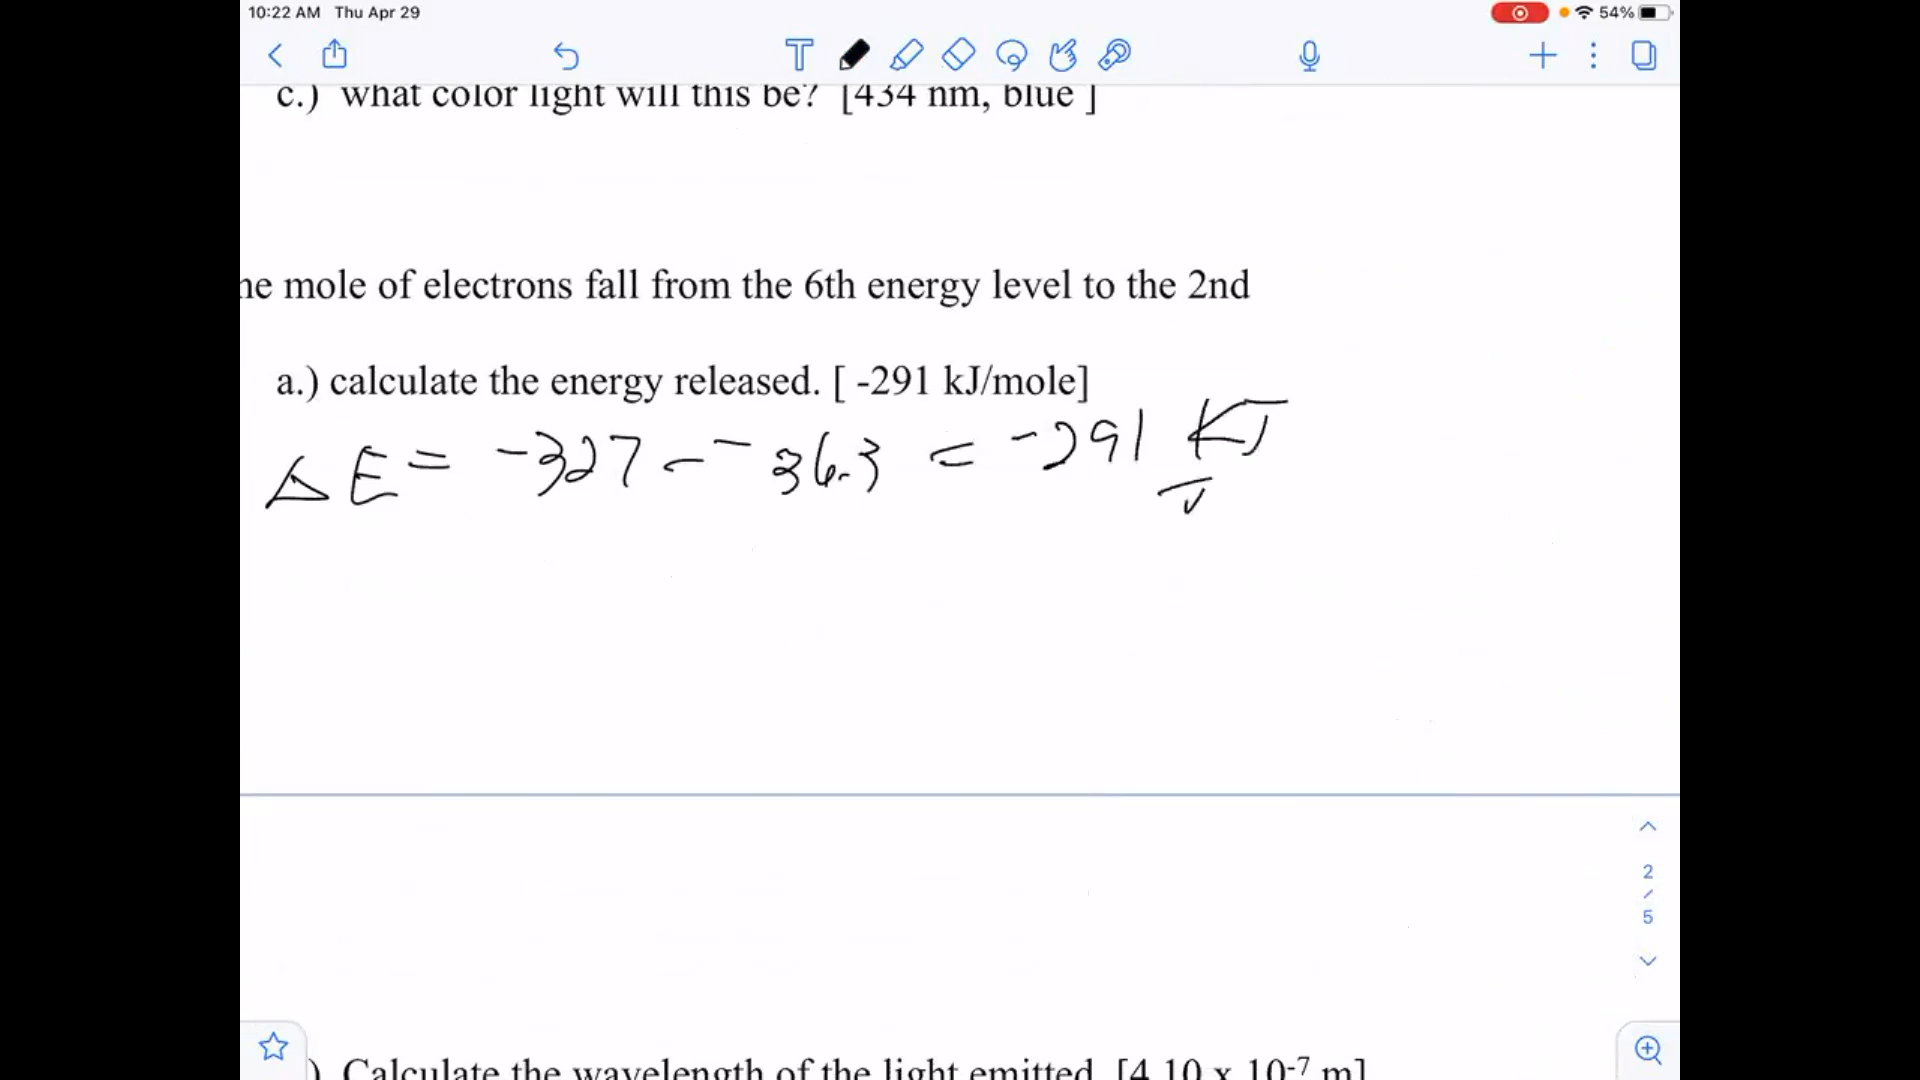 10:22 AM Thu Apr 29
54%
c.) what color light will this be? [434 nm, blue ]
ne mole of electrons fall from the 6th energy level to the 2nd
a.) calculate the energy released. [ -291 kJ/mole]
ΔE = -327 - -36.3 = -291 KJ
2
/
5
) Calculate the wavelength of the light emitted. [4.10 x 10-7 m]